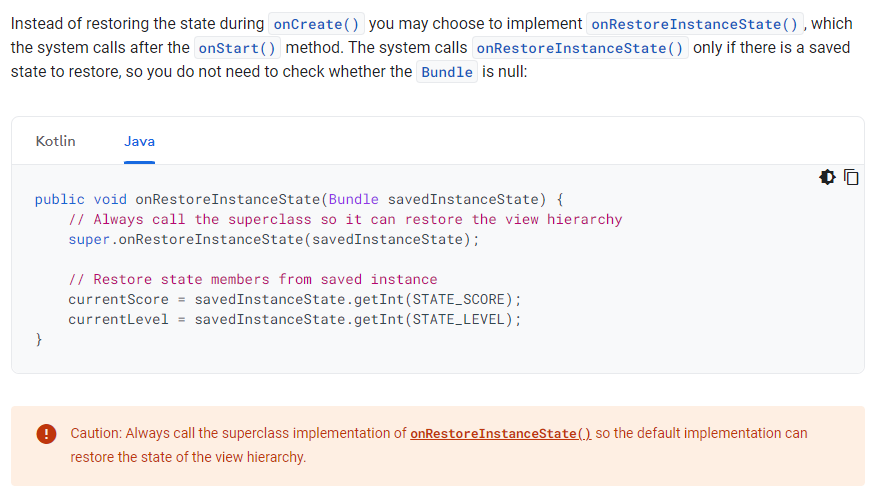 Instead of restoring the state during onCreate() you may choose to implement onRestoreInstanceState(), which
the system calls after the onStart() method. The system calls onRestoreInstanceState() only if there is a saved
state to restore, so you do not need to check whether the Bundle is null:
Kotlin Java
public void onRestoreInstanceState(Bundle savedInstanceState) {
    // Always call the superclass so it can restore the view hierarchy
    super.onRestoreInstanceState(savedInstanceState);

    // Restore state members from saved instance
    currentScore = savedInstanceState.getInt(STATE_SCORE);
    currentLevel = savedInstanceState.getInt(STATE_LEVEL);
}
Caution: Always call the superclass implementation of onRestoreInstanceState() so the default implementation can
restore the state of the view hierarchy.